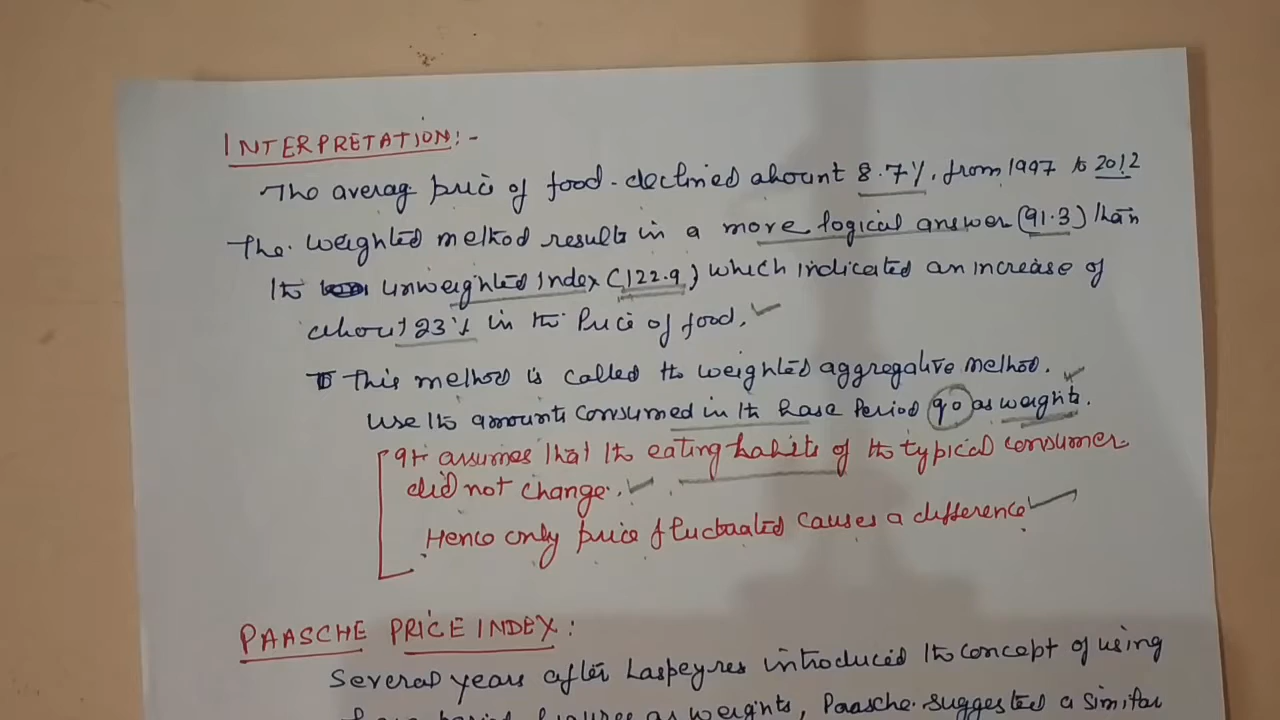 INTERPRETATION:-
The averag price of food declined abount 8.7%. from 1997 to 2012
The weighted method results in a more logical answer (91.3) than
the unweighted index (122.9) which indicated an increase of
about 23% in the Price of food.
This method is called the weighted aggregative method.
Use the amounts consumed in the base Period q0 as weights.
It assumes that the eating habits of the typical consumer
did not change.
Hence only price fluctuated causes a difference
PAASCHE PRICE INDEX:
Several years after Laspeyres introduced the concept of using
as weights, Paasche suggested a similar